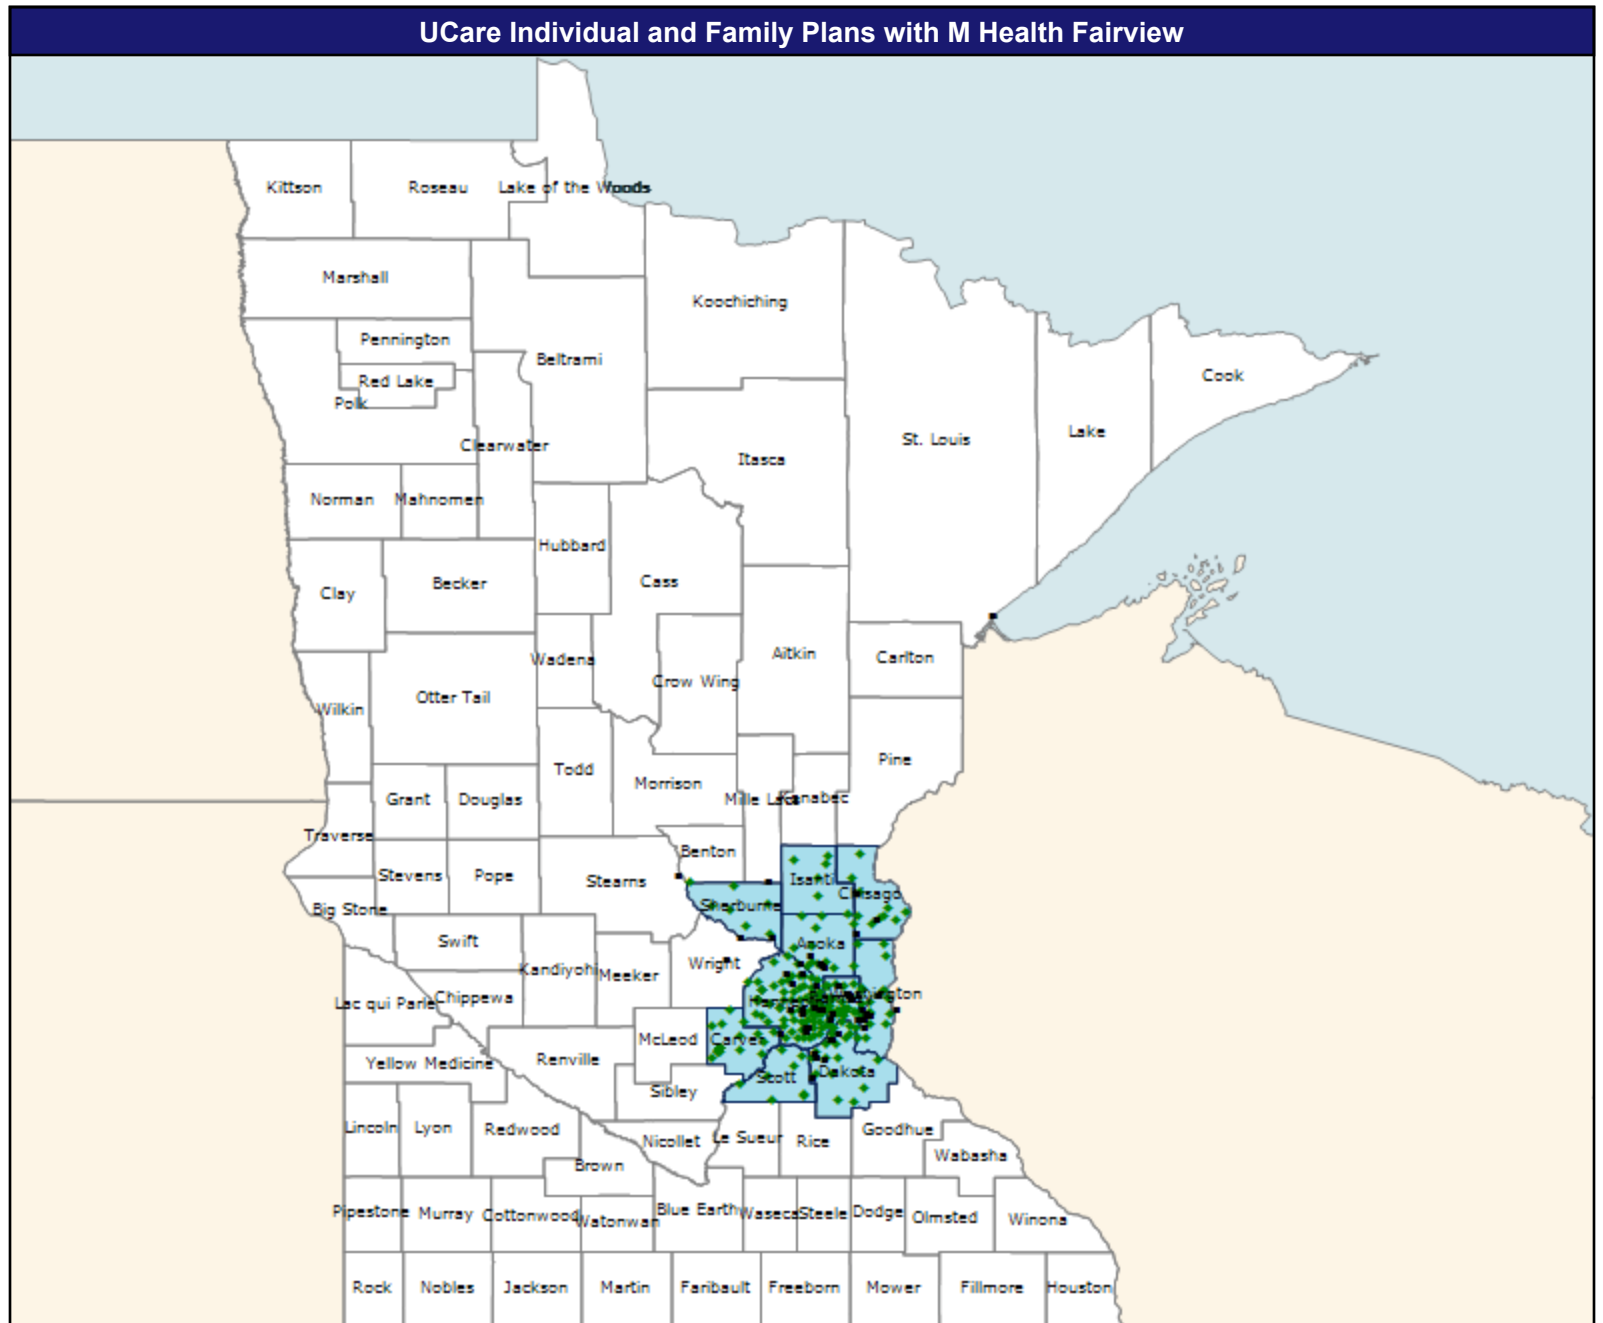 UCare Individual and Family Plans with M Health Fairview
Kittson
Roseau
Lake of the Woods
Marshall
Koochiching
Pennington
Beltrami
Red Lake
Cook
Polk
Lake
St. Louis
Clearwater
Itasca
Norman
Mahnomen
Hubbard
Cass
Becker
Clay
Aitkin
Carlton
Wadena
Crow Wing
Otter Tail
Wilkin
Pine
Todd
Morrison
Grant
Douglas
Mille Lacs
Kanabec
Traverse
Benton
Stevens
Pope
Stearns
Isanti
Chisago
Sherburne
Big Stone
Swift
Anoka
Wright
Kandiyohi
Meeker
Washington
Hennepin
Lac qui Parle
Chippewa
McLeod
Carver
Yellow Medicine
Renville
Scott
Dakota
Sibley
Lincoln
Lyon
Redwood
Goodhue
Nicollet
Le Sueur
Rice
Wabasha
Brown
Pipestone
Murray
Cottonwood
Watonwan
Blue Earth
Waseca
Steele
Dodge
Olmsted
Winona
Rock
Nobles
Jackson
Martin
Faribault
Freeborn
Mower
Fillmore
Houston